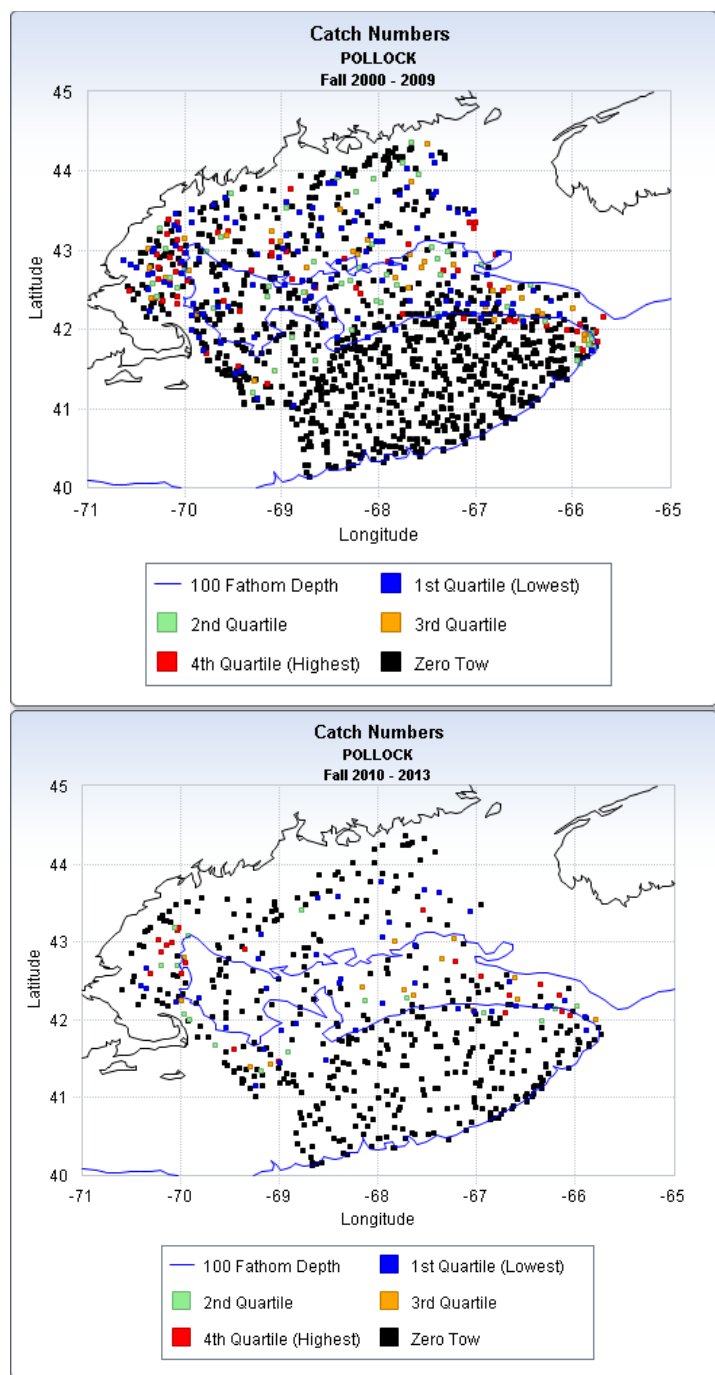 Catch Numbers
POLLOCK
Fall 2000 - 2009
45
44
43
42
41
40
Latitude
-71 -70 -69 -68 -67 -66 -65
Longitude
100 Fathom Depth 1st Quartile (Lowest)
2nd Quartile 3rd Quartile
4th Quartile (Highest) Zero Tow
Catch Numbers
POLLOCK
Fall 2010 - 2013
45
44
43
42
41
40
Latitude
-71 -70 -69 -68 -67 -66 -65
Longitude
100 Fathom Depth 1st Quartile (Lowest)
2nd Quartile 3rd Quartile
4th Quartile (Highest) Zero Tow